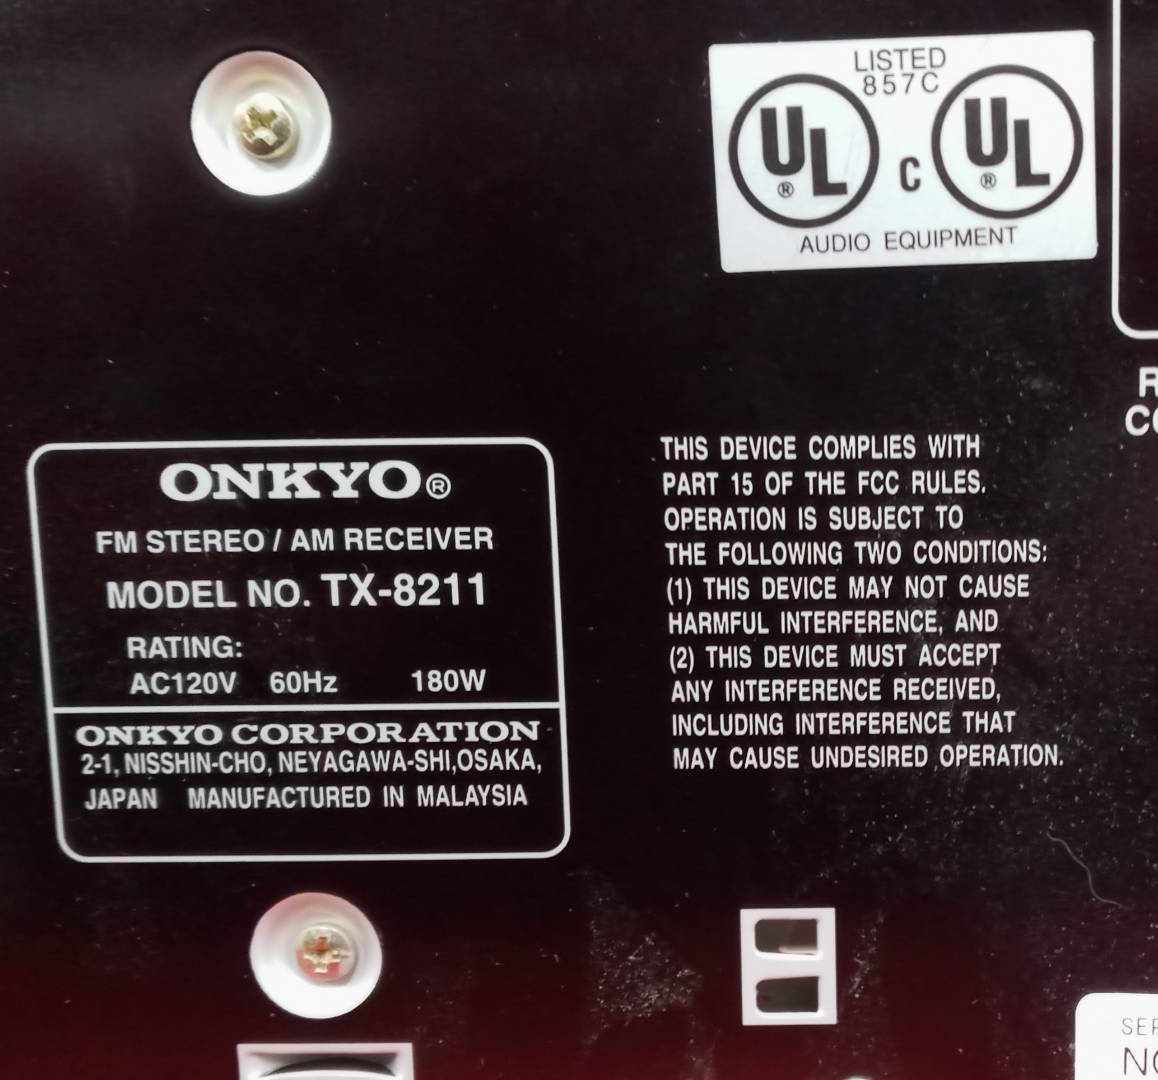 LISTED
857C
UL® C UL®
AUDIO EQUIPMENT
ONKYO®
FM STEREO / AM RECEIVER
MODEL NO. TX-8211
RATING:
AC120V 60Hz 180W
ONKYO CORPORATION
2-1, NISSHIN-CHO, NEYAGAWA-SHI,OSAKA,
JAPAN MANUFACTURED IN MALAYSIA
THIS DEVICE COMPLIES WITH
PART 15 OF THE FCC RULES.
OPERATION IS SUBJECT TO
THE FOLLOWING TWO CONDITIONS:
(1) THIS DEVICE MAY NOT CAUSE
HARMFUL INTERFERENCE, AND
(2) THIS DEVICE MUST ACCEPT
ANY INTERFERENCE RECEIVED,
INCLUDING INTERFERENCE THAT
MAY CAUSE UNDESIRED OPERATION.